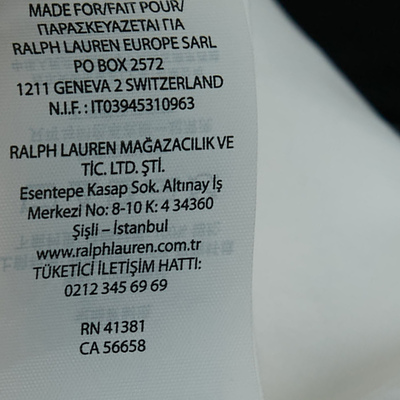 MADE FOR/FAIT POUR/
ΠΑΡΑΣΚΕΥΑΖΕΤΑΙ ΓΙΑ
RALPH LAUREN EUROPE SARL
PO BOX 2572
1211 GENEVA 2 SWITZERLAND
N.I.F. : IT03945310963
RALPH LAUREN MAĞAZACILIK VE
TİC. LTD. ŞTİ.
Esentepe Kasap Sok. Altınay İş
Merkezi No: 8-10 K: 4 34360
Şişli – İstanbul
www.ralphlauren.com.tr
TÜKETİCİ İLETİŞİM HATTI:
0212 345 69 69
RN 41381
CA 56658